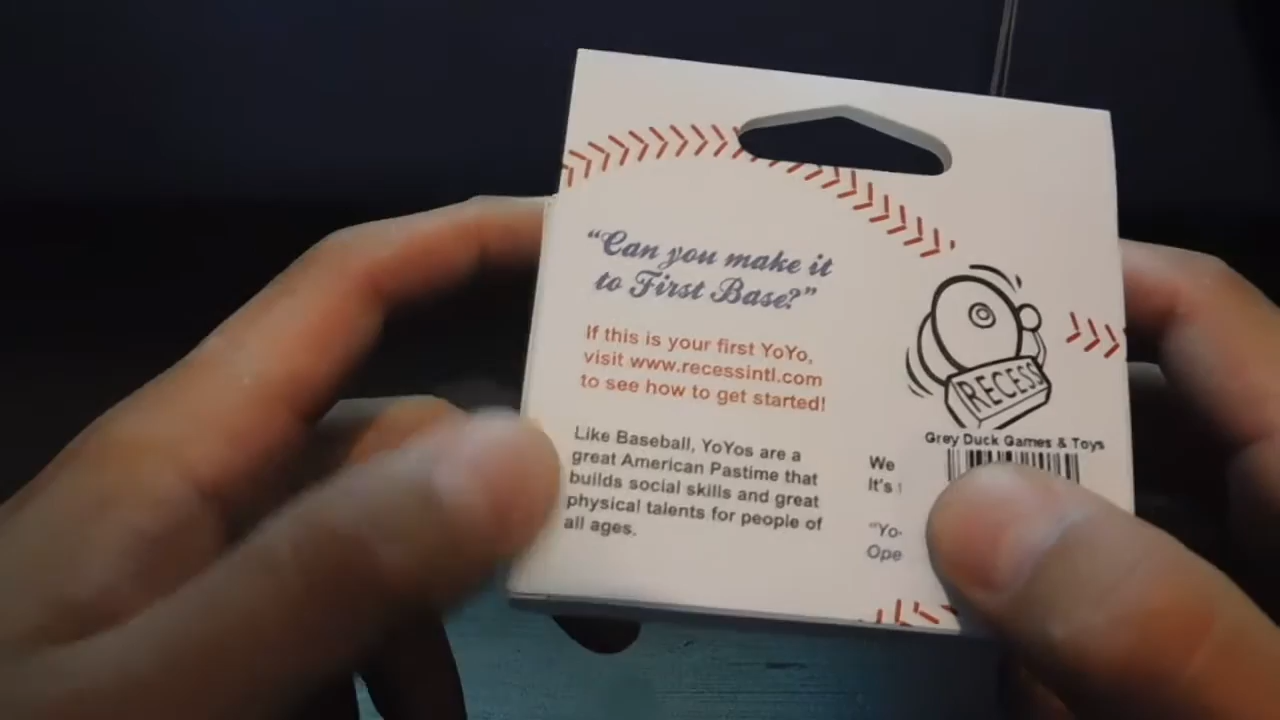 “Can you make it
to First Base?”
If this is your first YoYo,
visit www.recessintl.com
to see how to get started!
Like Baseball, YoYos are a
great American Pastime that
builds social skills and great
physical talents for people of
all ages.
RECESS
Grey Duck Games & Toys
We
It's
“Yo-
Ope